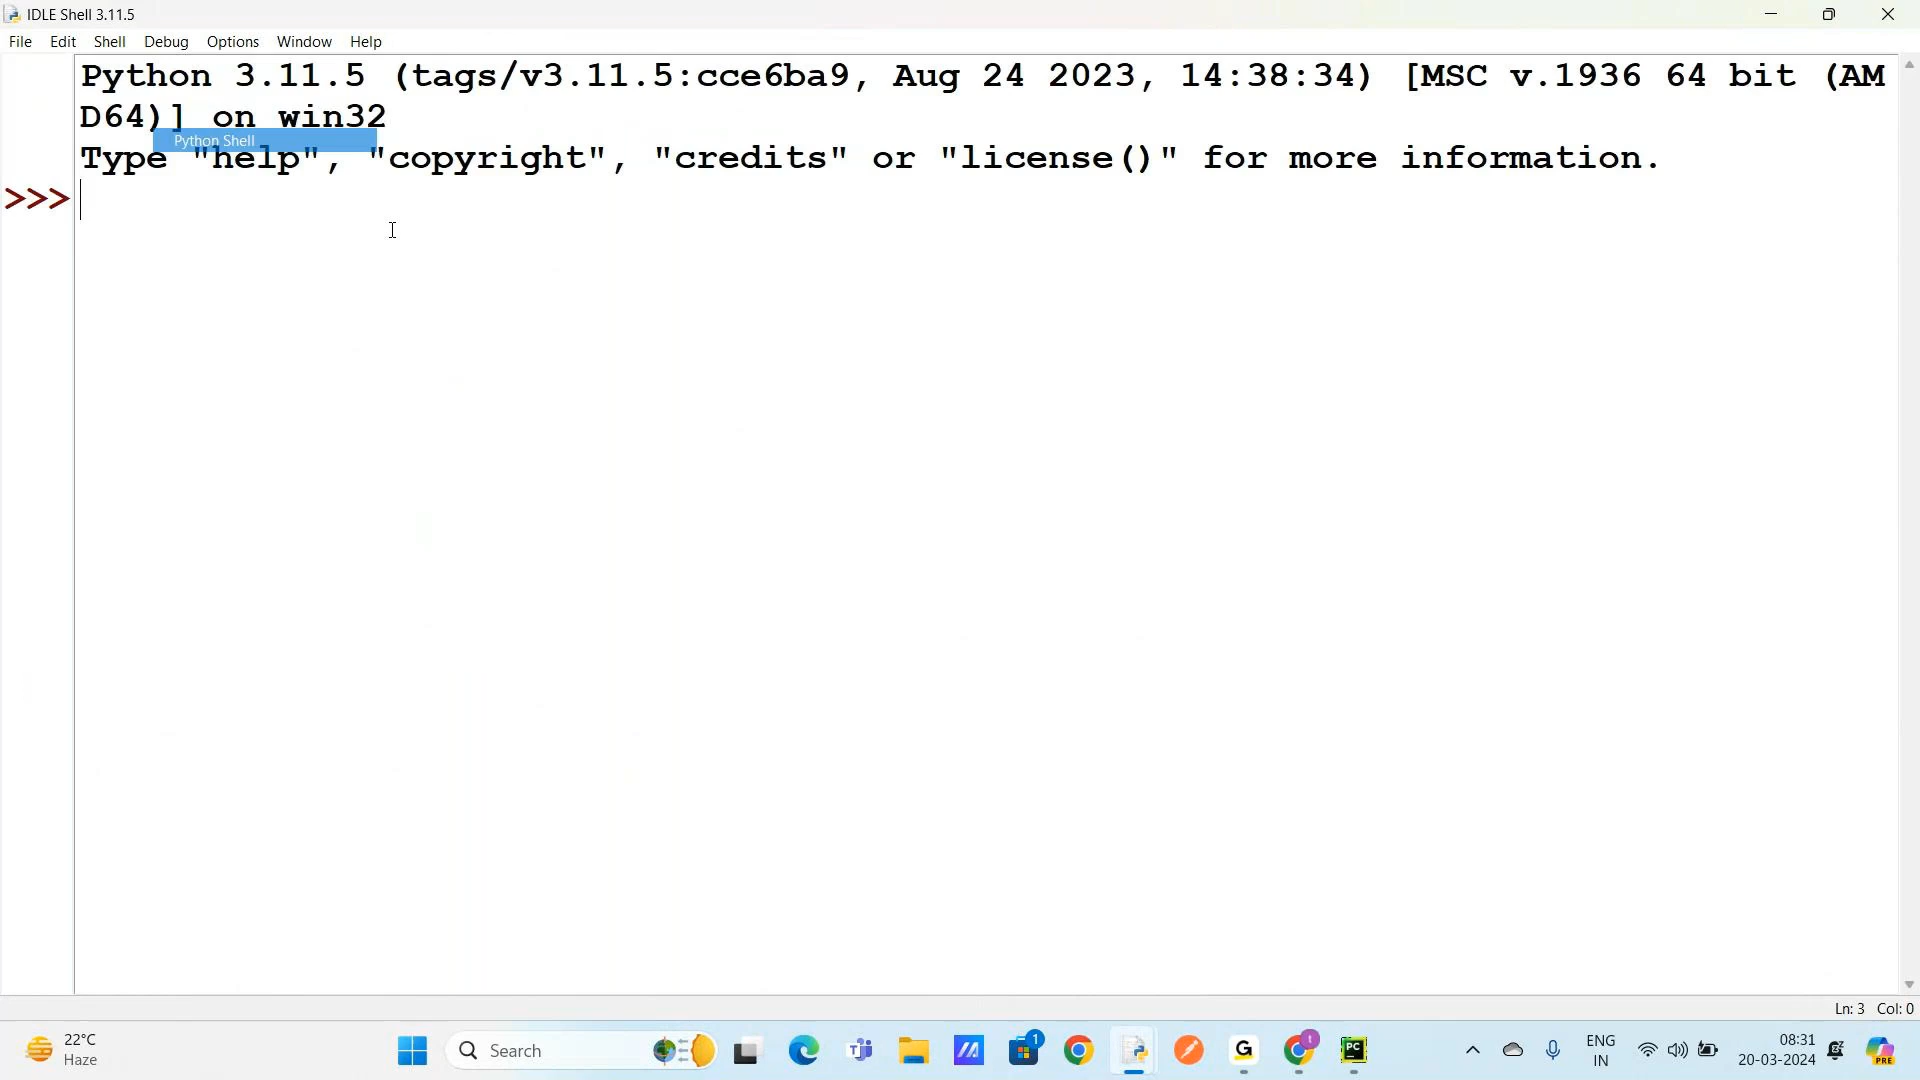 IDLE Shell 3.11.5
File Edit Shell Debug Options Window Help
Python 3.11.5 (tags/v3.11.5:cce6ba9, Aug 24 2023, 14:38:34) [MSC v.1936 64 bit (AM
D64)] on win32
Python Shell
Type "help", "copyright", "credits" or "license()" for more information.
>>>
Ln: 3 Col: 0
22°C
Haze
Search
1
G
t
PC
ENG
IN
08:31
20-03-2024
PRE